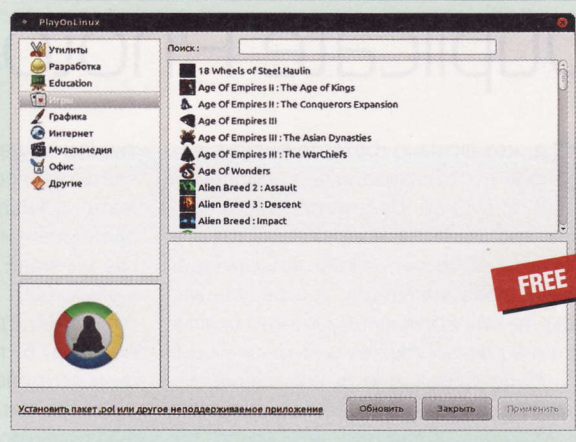 PlayOnLinux
Утилиты
Разработка
Education
Игры
Графика
Интернет
Мультимедия
Офис
Другие
Поиск :
18 Wheels of Steel Haulin
Age Of Empires II : The Age of Kings
Age Of Empires II : The Conquerors Expansion
Age Of Empires III
Age Of Empires III : The Asian Dynasties
Age Of Empires III : The WarChiefs
Age Of Wonders
Alien Breed 2 : Assault
Alien Breed 3 : Descent
Alien Breed : Impact
FREE
Установить пакет .pol или другое неподдерживаемое приложение
Обновить
Закрыть
Применить